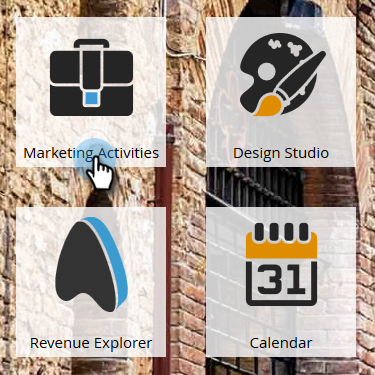 Marketing Activities
Design Studio
31
Revenue Explorer
Calendar